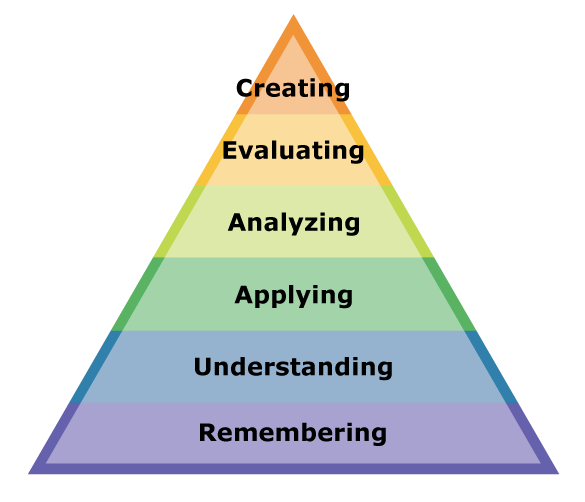 Creating
Evaluating
Analyzing
Applying
Understanding
Remembering